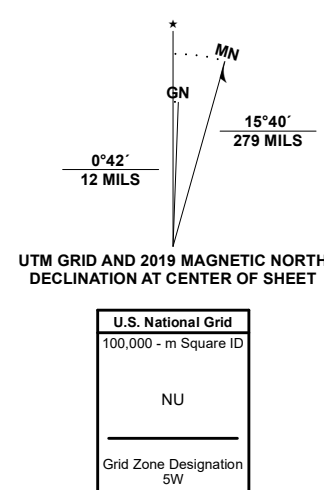 ★
MN
GN
15°40´
279 MILS
0°42´
12 MILS
UTM GRID AND 2019 MAGNETIC NORTH
DECLINATION AT CENTER OF SHEET
U.S. National Grid
100,000 - m Square ID
NU
Grid Zone Designation
5W